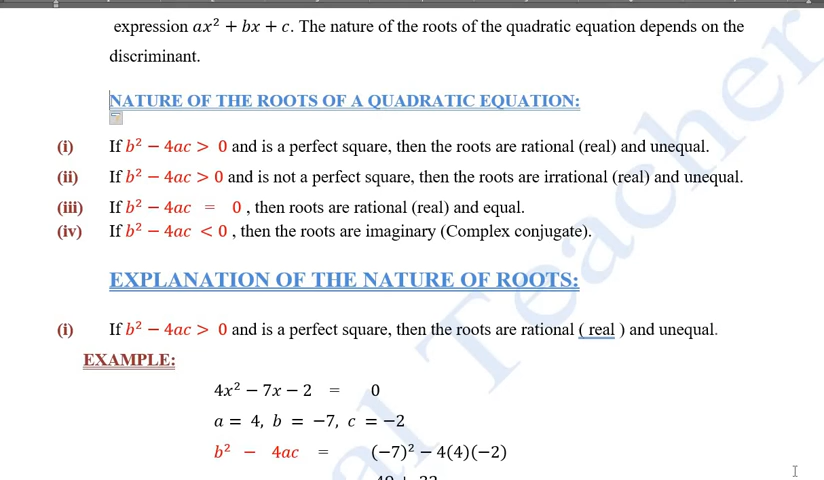 expression ax² + bx + c. The nature of the roots of the quadratic equation depends on the
discriminant.
NATURE OF THE ROOTS OF A QUADRATIC EQUATION:
(i) If b² − 4ac > 0 and is a perfect square, then the roots are rational (real) and unequal.
(ii) If b² − 4ac > 0 and is not a perfect square, then the roots are irrational (real) and unequal.
(iii) If b² − 4ac = 0 , then roots are rational (real) and equal.
(iv) If b² − 4ac < 0 , then the roots are imaginary (Complex conjugate).
EXPLANATION OF THE NATURE OF ROOTS:
(i) If b² − 4ac > 0 and is a perfect square, then the roots are rational ( real ) and unequal.
EXAMPLE:
4x² − 7x − 2 = 0
a = 4, b = −7, c = −2
b² − 4ac = (−7)² − 4(4)(−2)
al Teacher